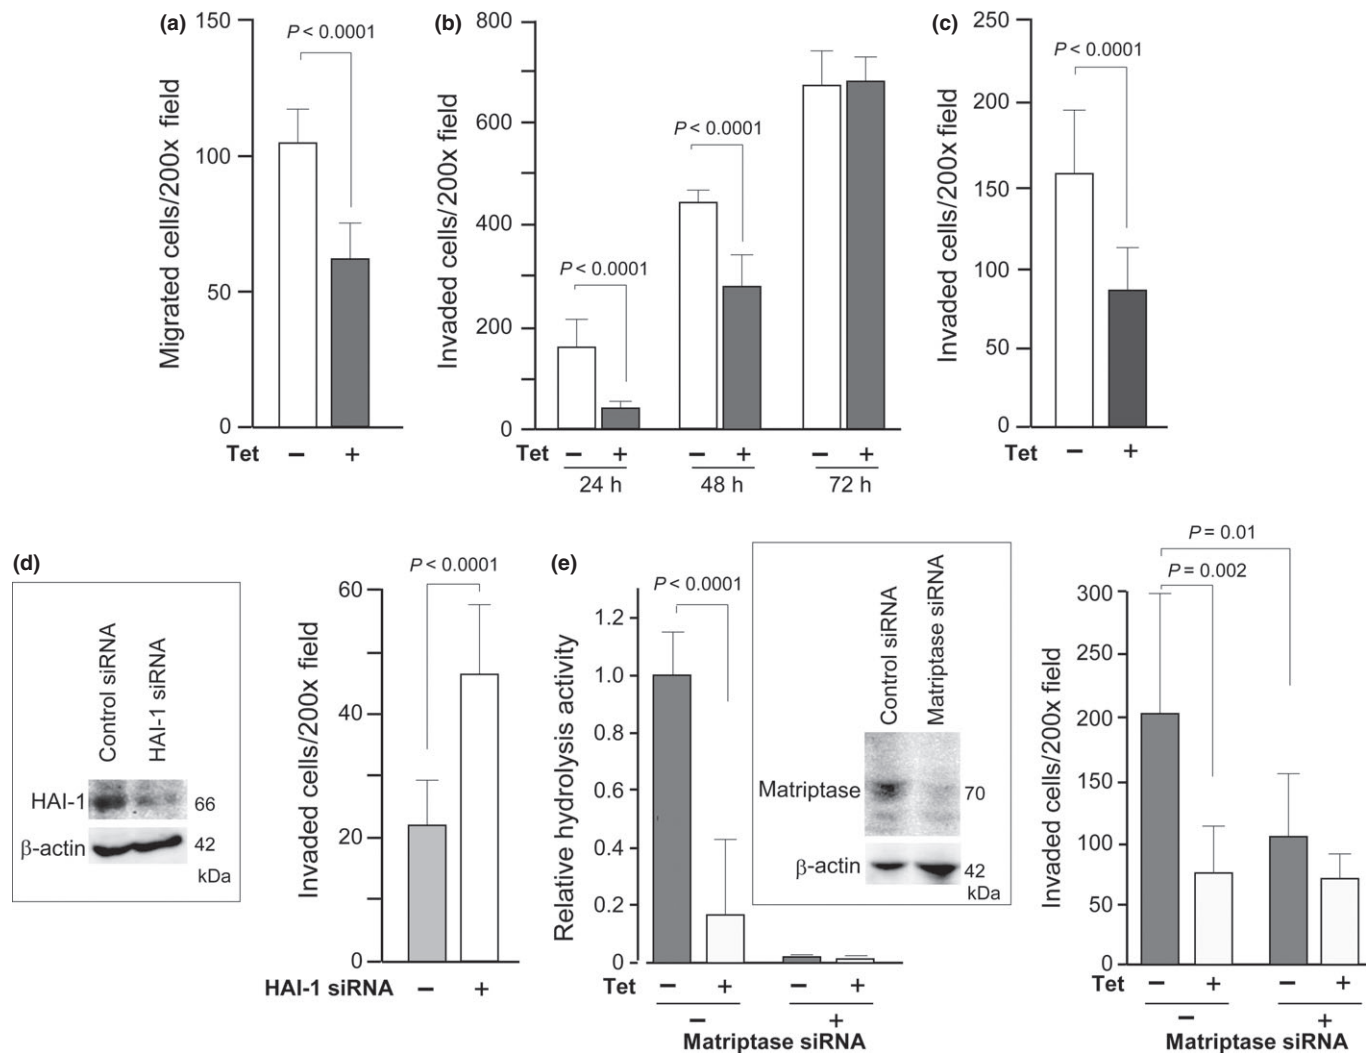 (a)
P < 0.0001
Migrated cells/200x field
150
100
50
0
Tet − +
(b)
P < 0.0001
P < 0.0001
Invaded cells/200x field
800
600
400
200
0
Tet − + − + − +
24 h 48 h 72 h
(c)
P < 0.0001
Invaded cells/200x field
250
200
150
100
50
0
Tet − +
(d)
Control siRNA
HAI-1 siRNA
HAI-1 66
β-actin 42
kDa
P < 0.0001
Invaded cells/200x field
60
40
20
0
HAI-1 siRNA − +
(e)
P < 0.0001
Relative hydrolysis activity
1.2
1.0
0.8
0.6
0.4
0.2
0
Tet − + − +
− +
Matriptase siRNA
Control siRNA
Matriptase siRNA
Matriptase 70
β-actin 42
kDa
P = 0.01
P = 0.002
Invaded cells/200x field
300
250
200
150
100
50
0
Tet − + − +
− +
Matriptase siRNA